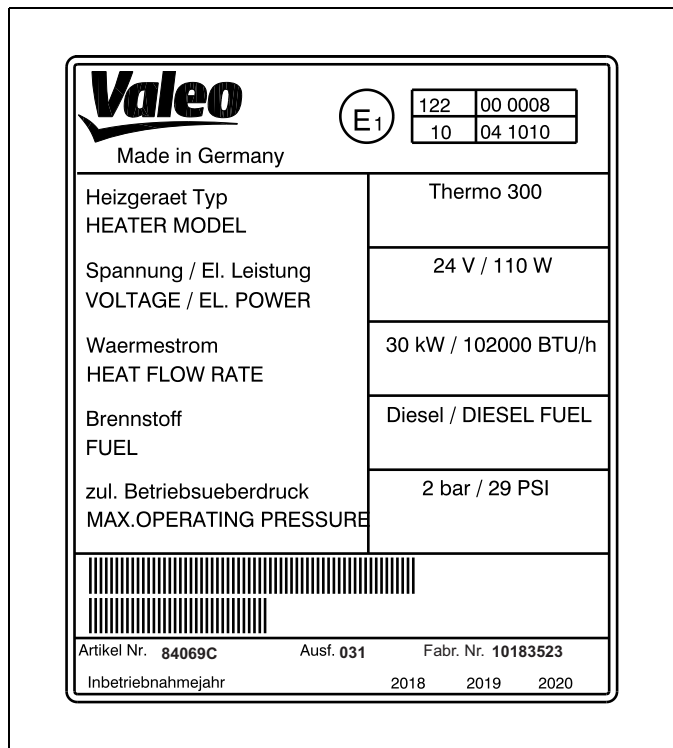 Valeo
Made in Germany
E1
122 00 0008
10 04 1010
Heizgeraet Typ
HEATER MODEL
Thermo 300
Spannung / El. Leistung
VOLTAGE / EL. POWER
24 V / 110 W
Waermestrom
HEAT FLOW RATE
30 kW / 102000 BTU/h
Brennstoff
FUEL
Diesel / DIESEL FUEL
zul. Betriebsueberdruck
MAX.OPERATING PRESSURE
2 bar / 29 PSI
Artikel Nr. 84069C Ausf. 031 Fabr. Nr. 10183523
Inbetriebnahmejahr 2018 2019 2020